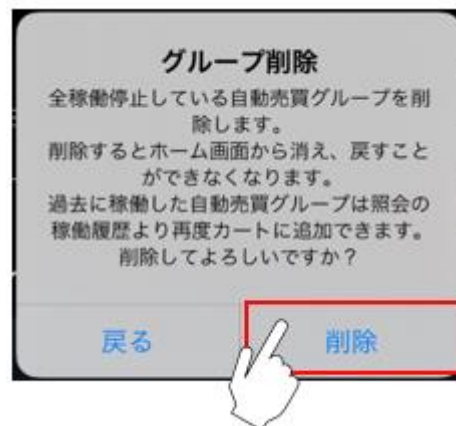 グループ削除
全稼働停止している自動売買グループを削
除します。
削除するとホーム画面から消え、戻すこと
ができなくなります。
過去に稼働した自動売買グループは照会の
稼働履歴より再度カートに追加できます。
削除してよろしいですか？
戻る
削除